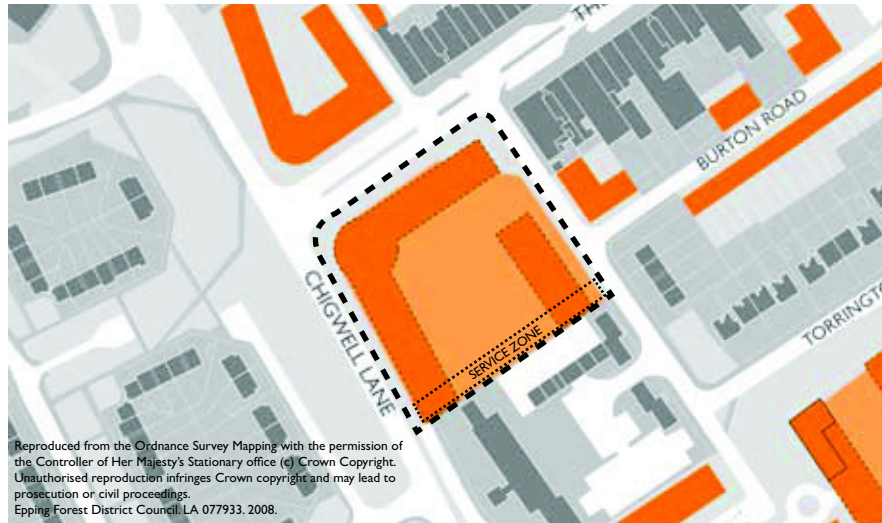 TH
BURTON ROAD
CHIGWELL LANE
SERVICE ZONE
TORRINGTO
Reproduced from the Ordnance Survey Mapping with the permission of
the Controller of Her Majesty's Stationary office (c) Crown Copyright.
Unauthorised reproduction infringes Crown copyright and may lead to
prosecution or civil proceedings.
Epping Forest District Council. LA 077933. 2008.